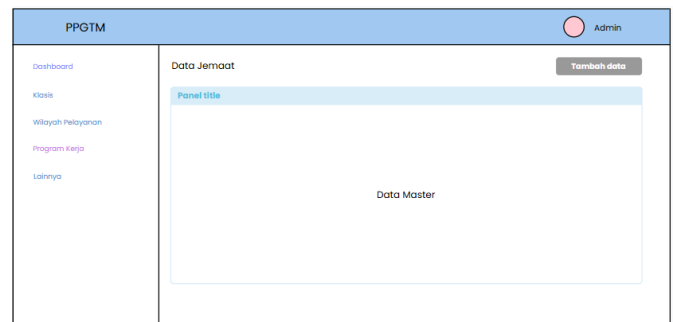 PPGTM
Admin
Dashboard
Klasis
Wilayah Pelayanan
Program Kerja
Lainnya
Data Jemaat
Tambah data
Panel title
Data Master